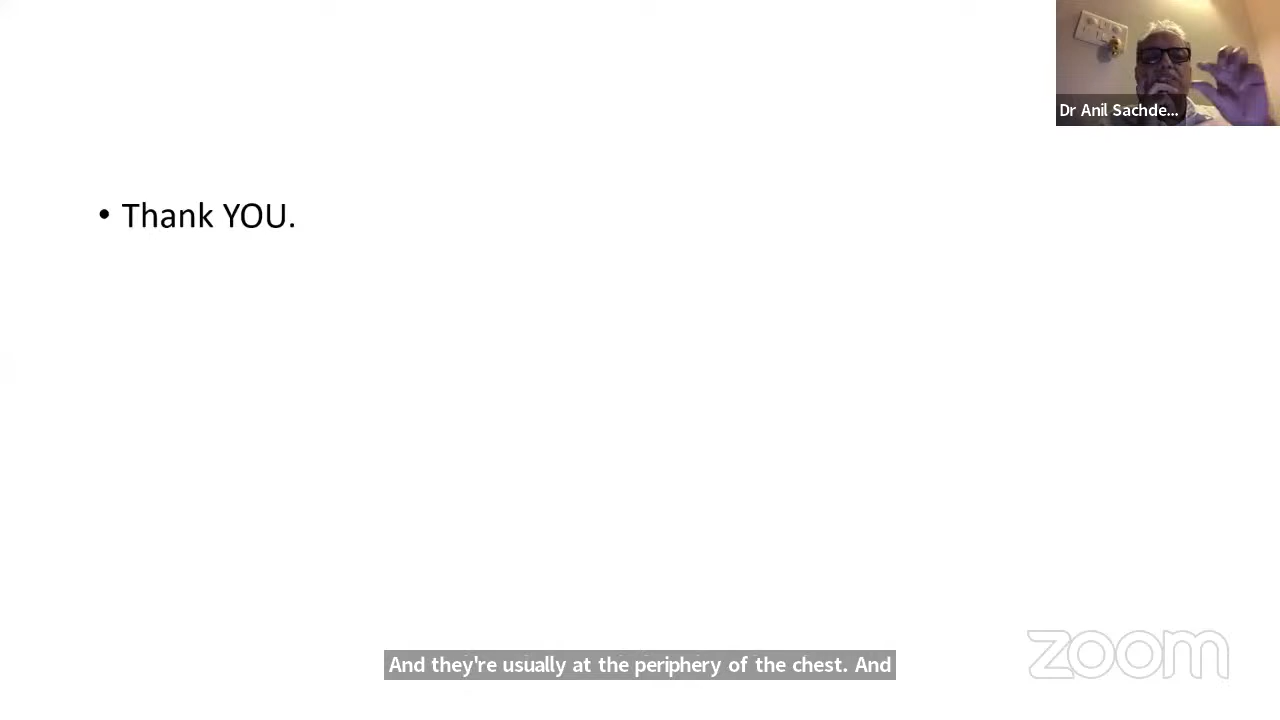 Dr Anil Sachde...
• Thank YOU.
And they're usually at the periphery of the chest. And
zoom